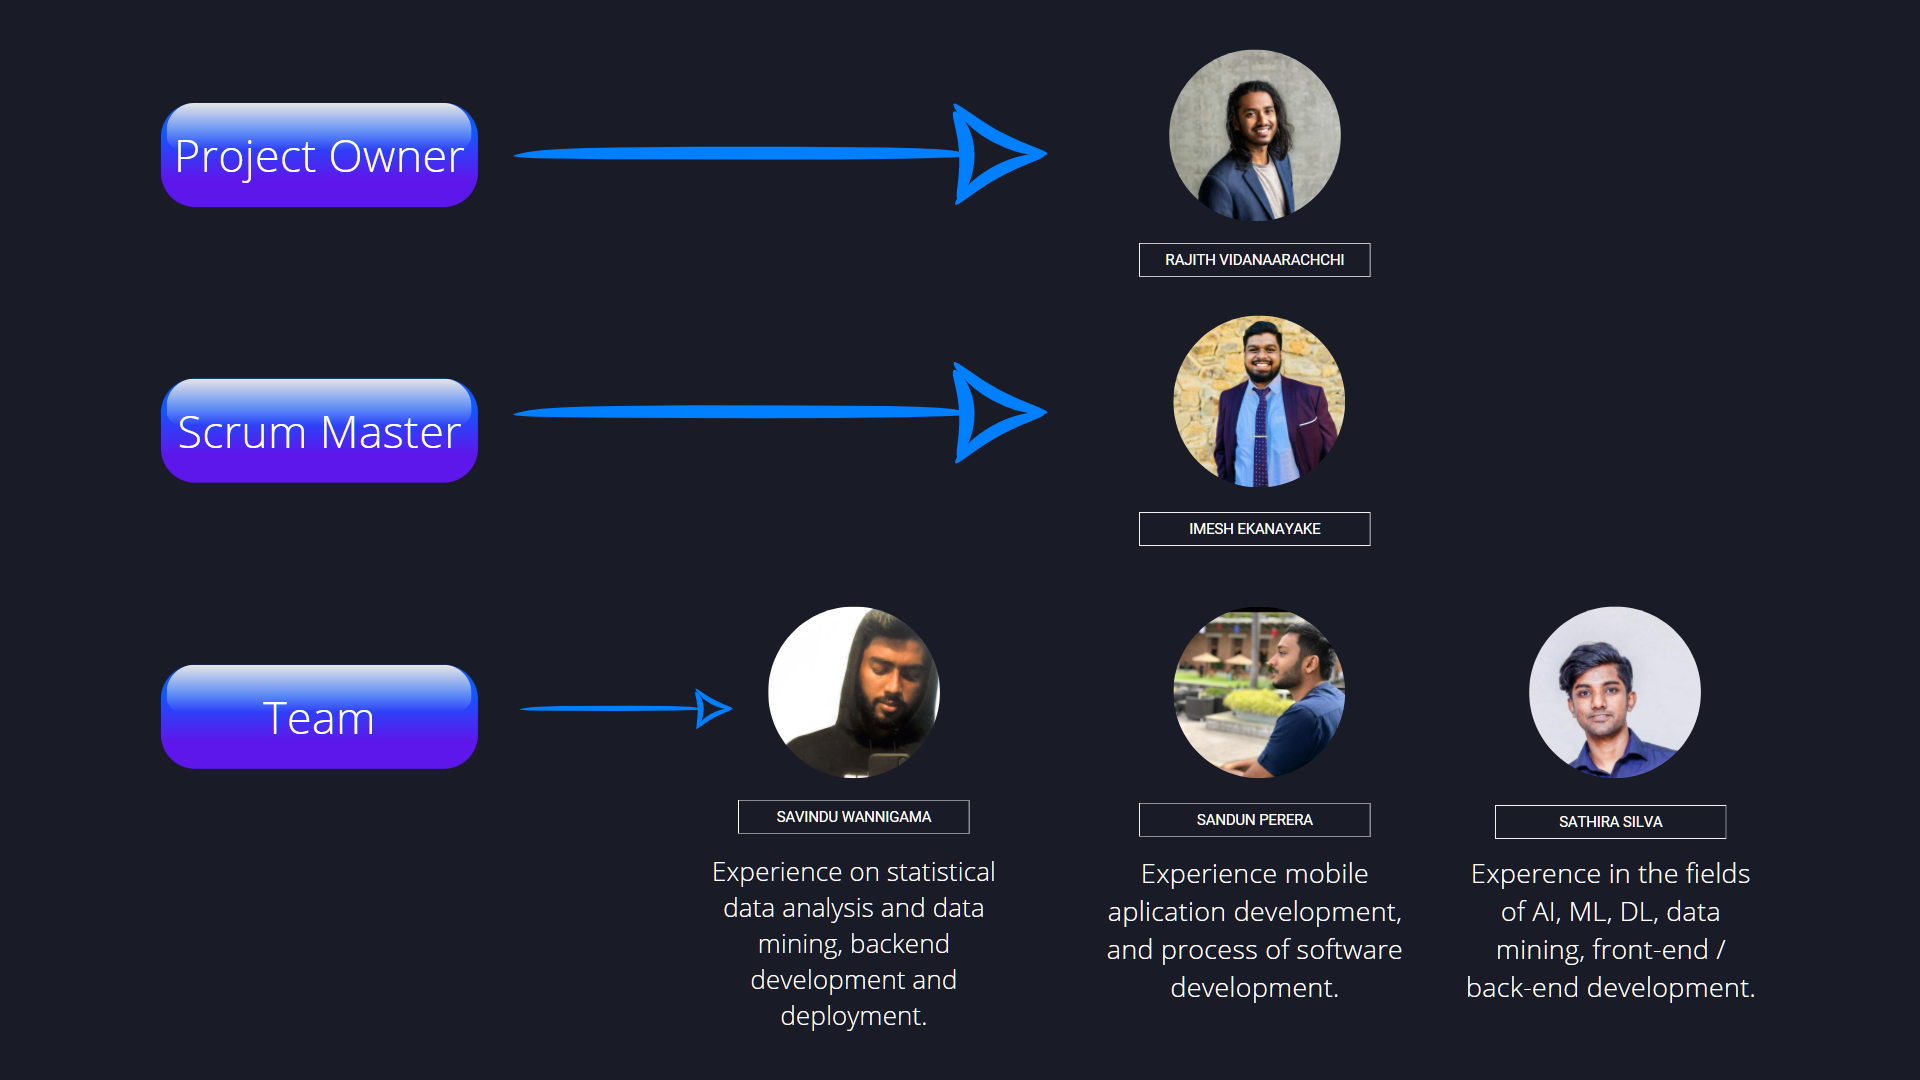 Project Owner
RAJITH VIDANAARACHCHI
Scrum Master
IMESH EKANAYAKE
Team
SAVINDU WANNIGAMA
Experience on statistical
data analysis and data
mining, backend
development and
deployment.
SANDUN PERERA
Experience mobile
aplication development,
and process of software
development.
SATHIRA SILVA
Experence in the fields
of AI, ML, DL, data
mining, front-end /
back-end development.